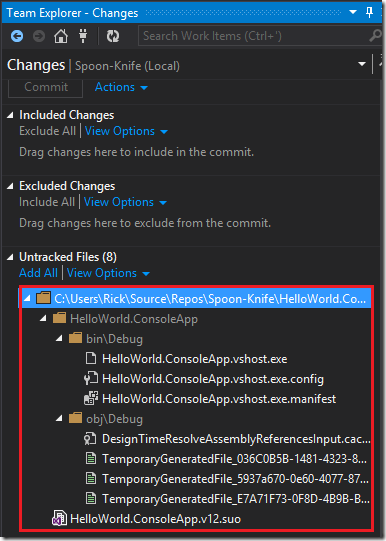 Team Explorer - Changes
Search Work Items (Ctrl+')
Changes | Spoon-Knife (Local)
Commit Actions
Included Changes
Exclude All | View Options
Drag changes here to include in the commit.
Excluded Changes
Include All | View Options
Drag changes here to exclude from the commit.
Untracked Files (8)
Add All | View Options
C:\Users\Rick\Source\Repos\Spoon-Knife\HelloWorld.Co...
HelloWorld.ConsoleApp
bin\Debug
HelloWorld.ConsoleApp.vshost.exe
HelloWorld.ConsoleApp.vshost.exe.config
HelloWorld.ConsoleApp.vshost.exe.manifest
obj\Debug
DesignTimeResolveAssemblyReferencesInput.cac...
TemporaryGeneratedFile_036C0B5B-1481-4323-8...
TemporaryGeneratedFile_5937a670-0e60-4077-87...
TemporaryGeneratedFile_E7A71F73-0F8D-4B9B-B...
HelloWorld.ConsoleApp.v12.suo